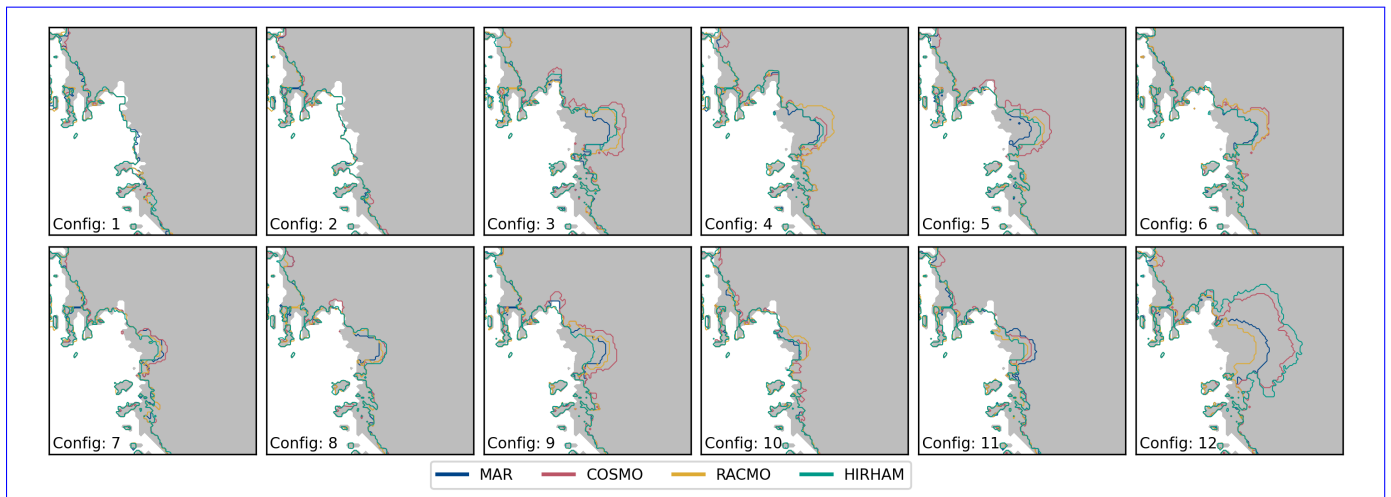 Config: 1 Config: 2 Config: 3 Config: 4 Config: 5 Config: 6
Config: 7 Config: 8 Config: 9 Config: 10 Config: 11 Config: 12
MAR COSMO RACMO HIRHAM